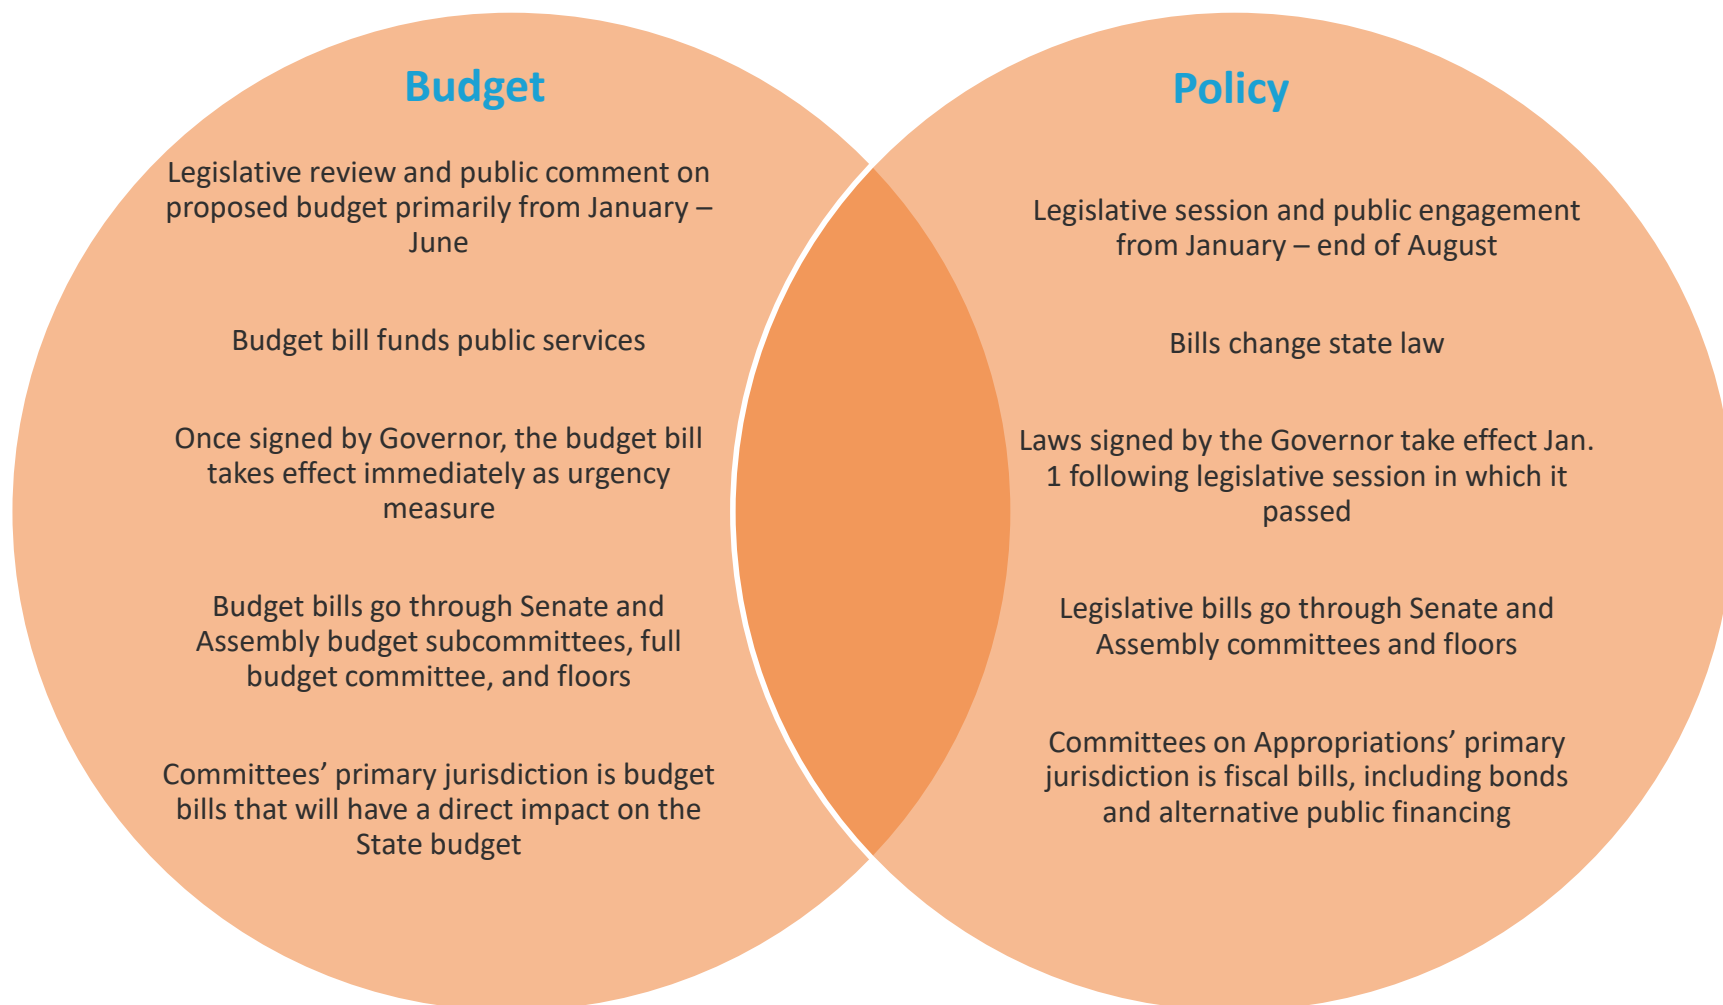 Budget
Legislative review and public comment on
proposed budget primarily from January –
June
Budget bill funds public services
Once signed by Governor, the budget bill
takes effect immediately as urgency
measure
Budget bills go through Senate and
Assembly budget subcommittees, full
budget committee, and floors
Committees’ primary jurisdiction is budget
bills that will have a direct impact on the
State budget
Policy
Legislative session and public engagement
from January – end of August
Bills change state law
Laws signed by the Governor take effect Jan.
1 following legislative session in which it
passed
Legislative bills go through Senate and
Assembly committees and floors
Committees on Appropriations’ primary
jurisdiction is fiscal bills, including bonds
and alternative public financing